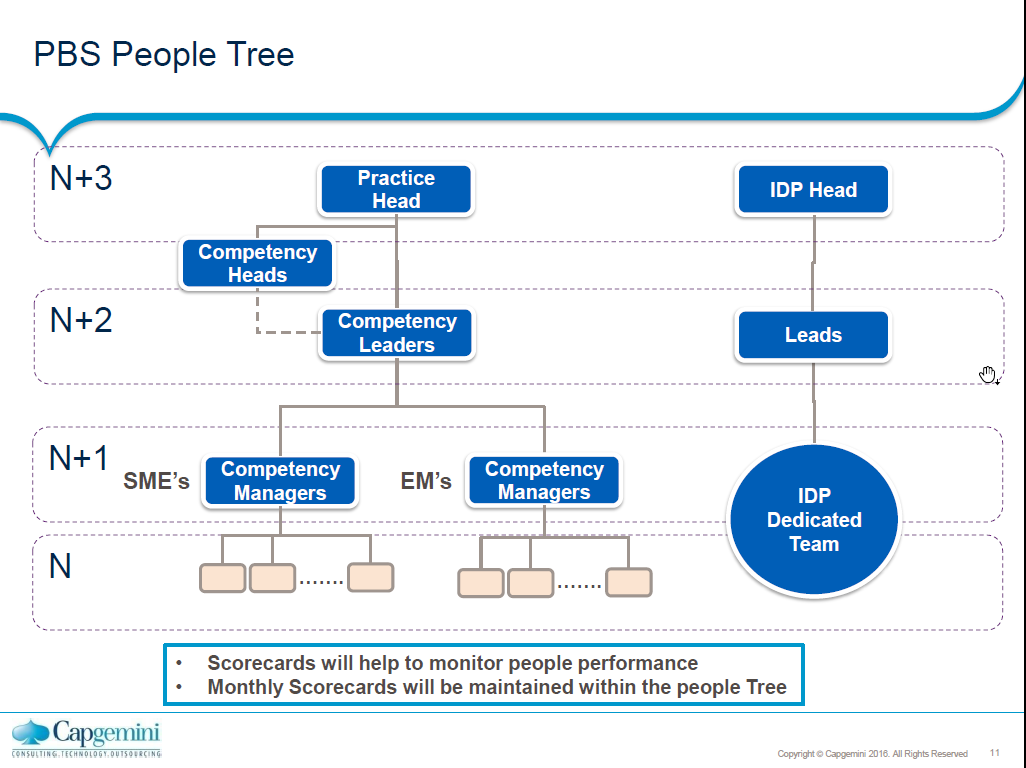 PBS People Tree
N+3
Practice
Head
IDP Head
Competency
Heads
N+2
Competency
Leaders
Leads
N+1
SME’s
Competency
Managers
EM’s
Competency
Managers
IDP
Dedicated
Team
N
.......
.......
• Scorecards will help to monitor people performance
• Monthly Scorecards will be maintained within the people Tree
Capgemini
CONSULTING.TECHNOLOGY.OUTSOURCING
Copyright © Capgemini 2016. All Rights Reserved
11